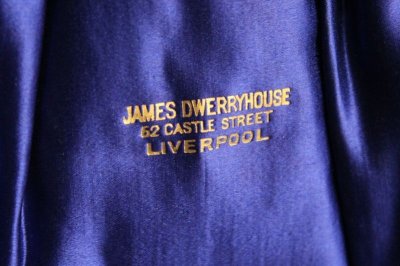 JAMES DWERRYHOUSE
52 CASTLE STREET
LIVERPOOL